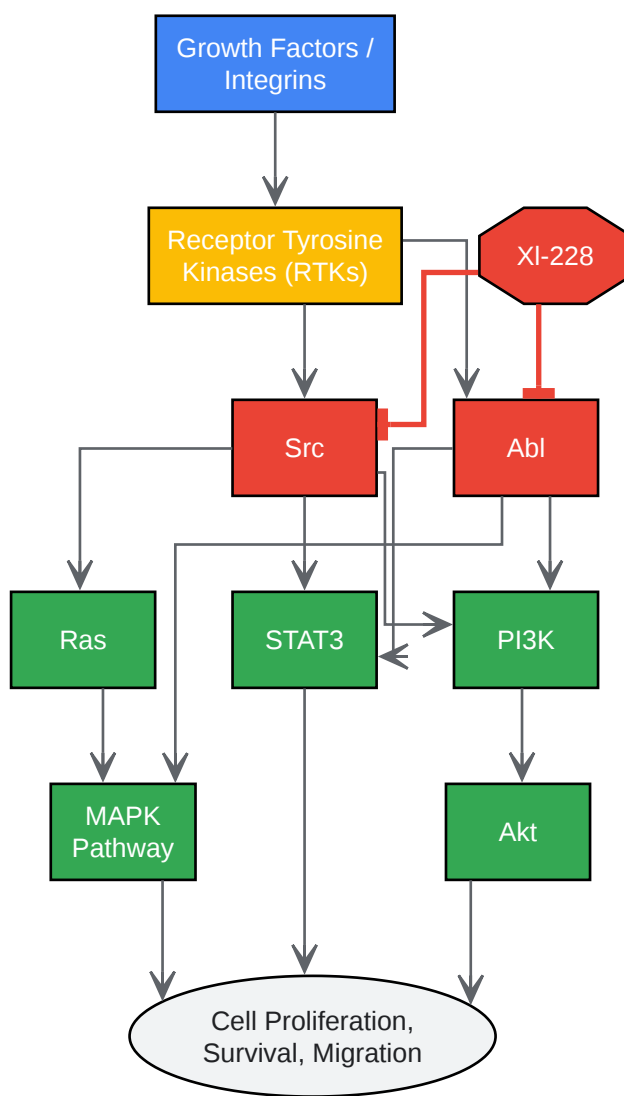 Growth Factors /
Integrins
Receptor Tyrosine
Kinases (RTKs)
Xl-228
Src
Abl
Ras
STAT3
PI3K
MAPK
Pathway
Akt
Cell Proliferation,
Survival, Migration